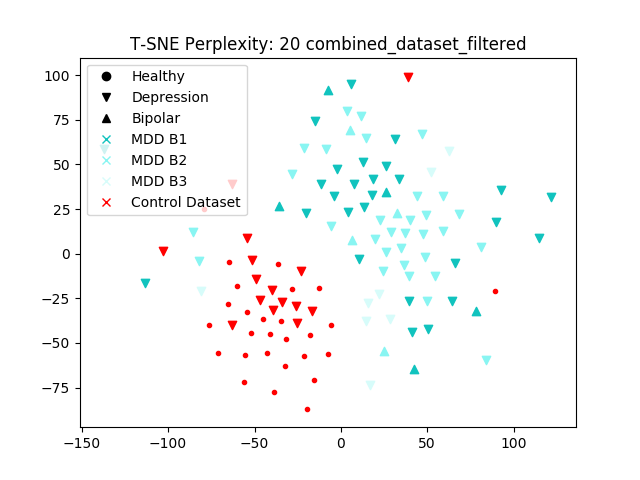 T-SNE Perplexity: 20 combined_dataset_filtered
100
75
50
25
0
−25
−50
−75
Healthy
Depression
Bipolar
MDD B1
MDD B2
MDD B3
Control Dataset
−150
−100
−50
0
50
100